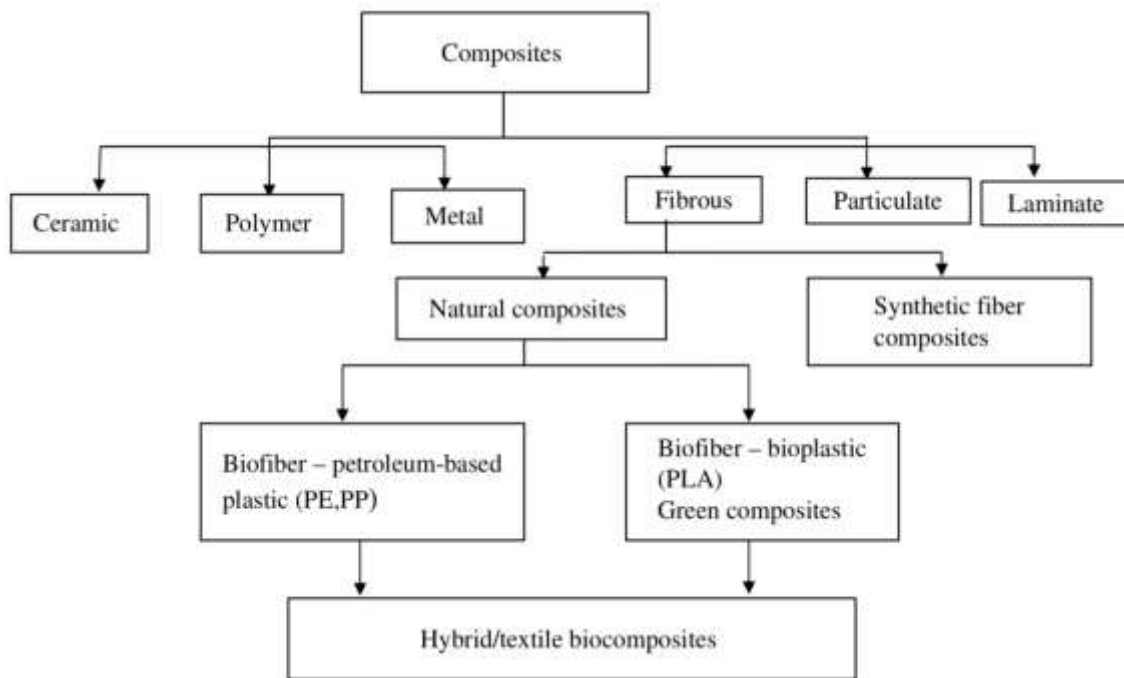 Composites
Ceramic
Polymer
Metal
Fibrous
Particulate
Laminate
Natural composites
Synthetic fiber
composites
Biofiber – petroleum-based
plastic (PE,PP)
Biofiber – bioplastic
(PLA)
Green composites
Hybrid/textile biocomposites